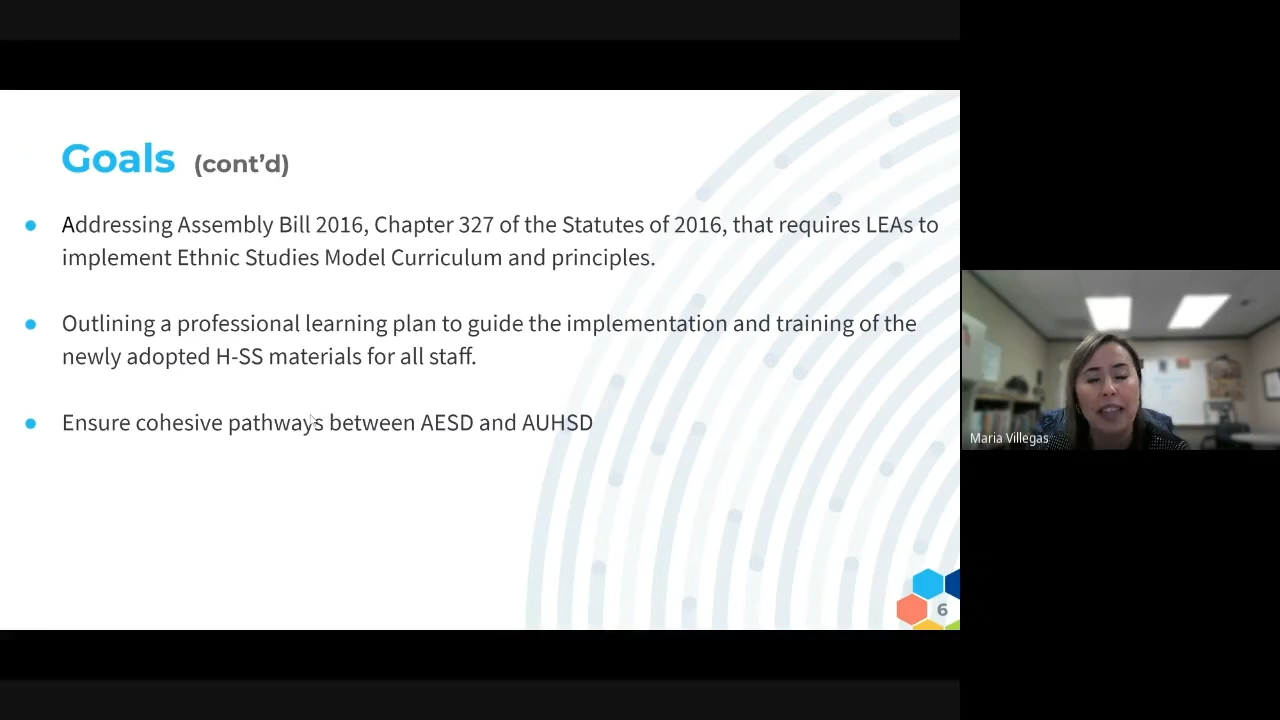 Goals (cont’d)
Addressing Assembly Bill 2016, Chapter 327 of the Statutes of 2016, that requires LEAs to
implement Ethnic Studies Model Curriculum and principles.
Outlining a professional learning plan to guide the implementation and training of the
newly adopted H-SS materials for all staff.
Ensure cohesive pathways between AESD and AUHSD
6
Maria Villegas